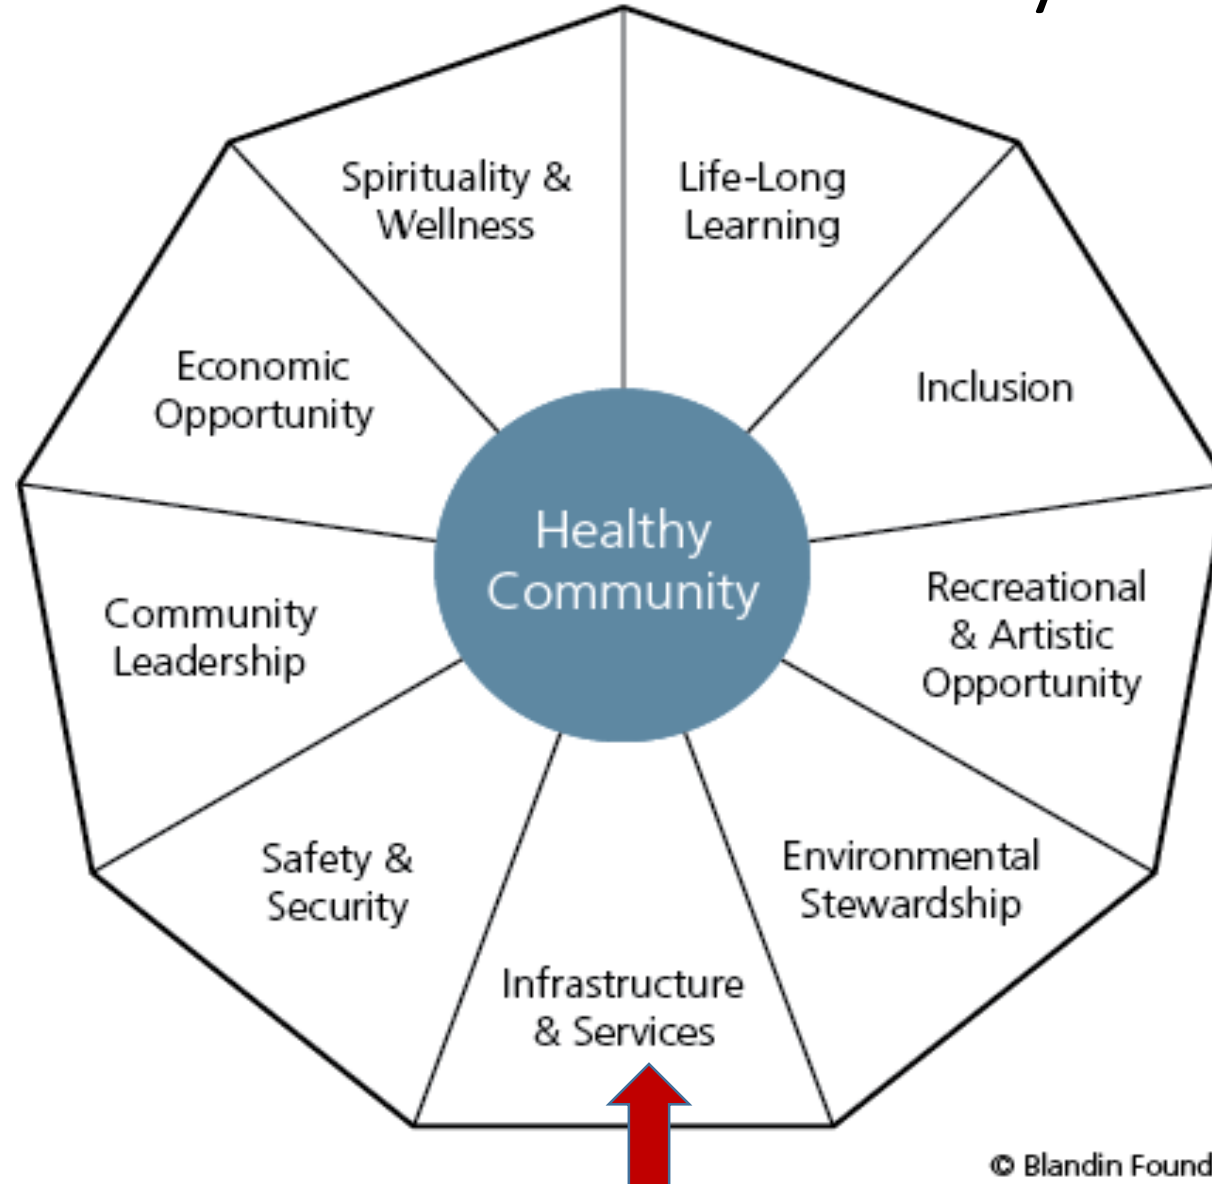 Spirituality &
Wellness
Life-Long
Learning
Economic
Opportunity
Inclusion
Healthy
Community
Community
Leadership
Recreational
& Artistic
Opportunity
Safety &
Security
Environmental
Stewardship
Infrastructure
& Services
© Blandin Found